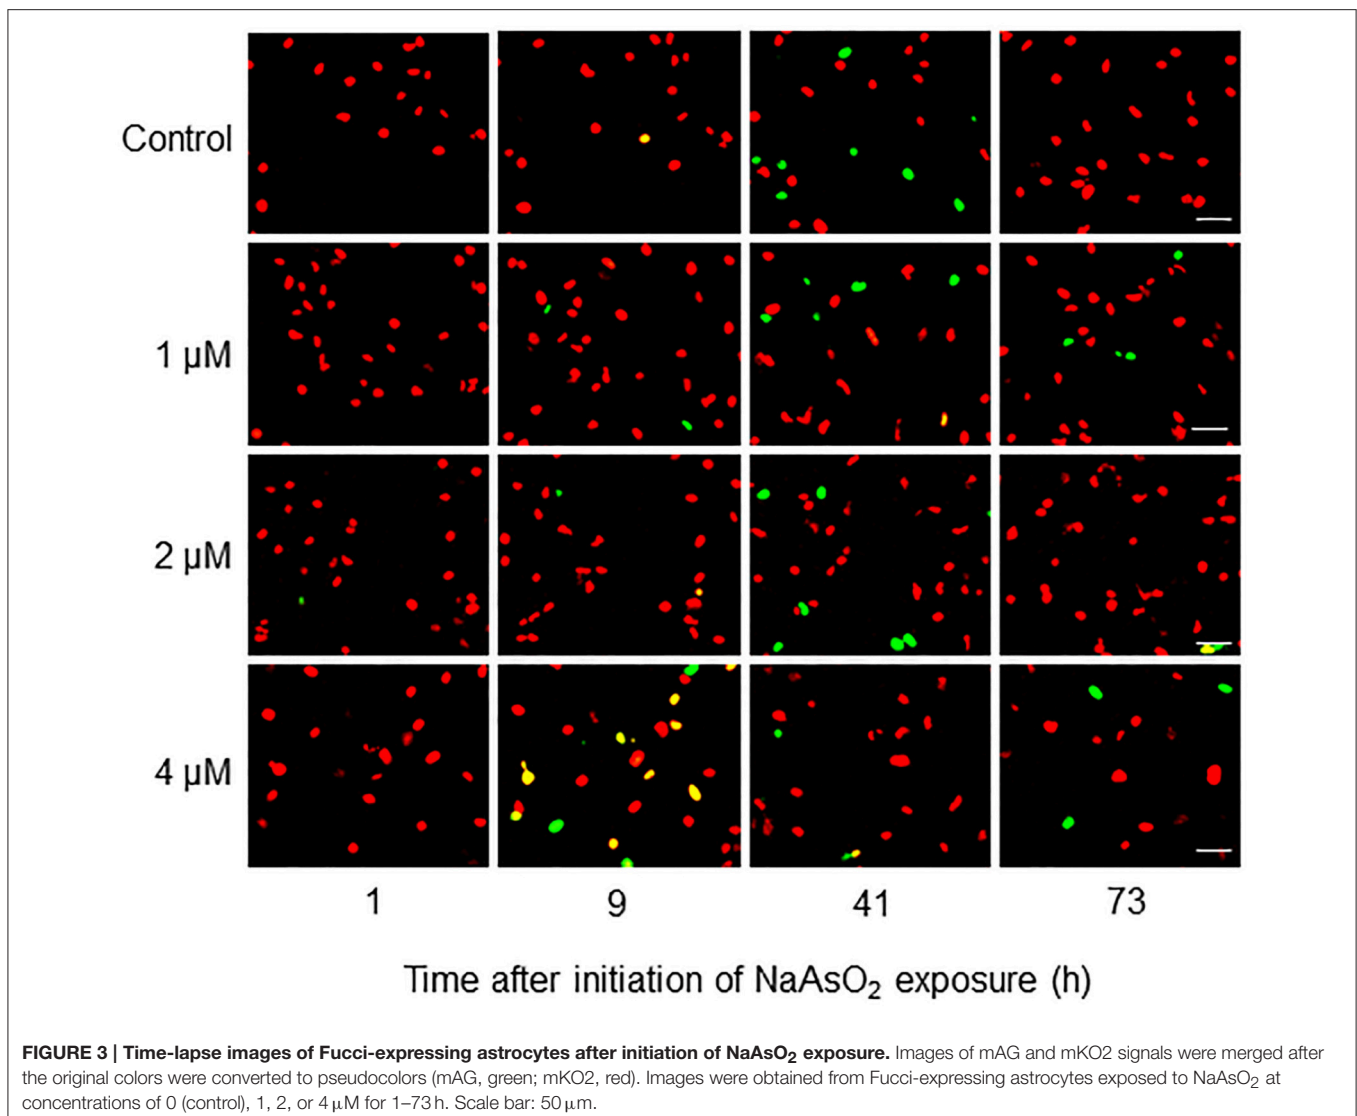 Control
1 µM
2 µM
4 µM
1 9 41 73
Time after initiation of NaAsO₂ exposure (h)
FIGURE 3 | Time-lapse images of Fucci-expressing astrocytes after initiation of NaAsO₂ exposure. Images of mAG and mKO2 signals were merged after
the original colors were converted to pseudocolors (mAG, green; mKO2, red). Images were obtained from Fucci-expressing astrocytes exposed to NaAsO₂ at
concentrations of 0 (control), 1, 2, or 4 µM for 1–73 h. Scale bar: 50 µm.